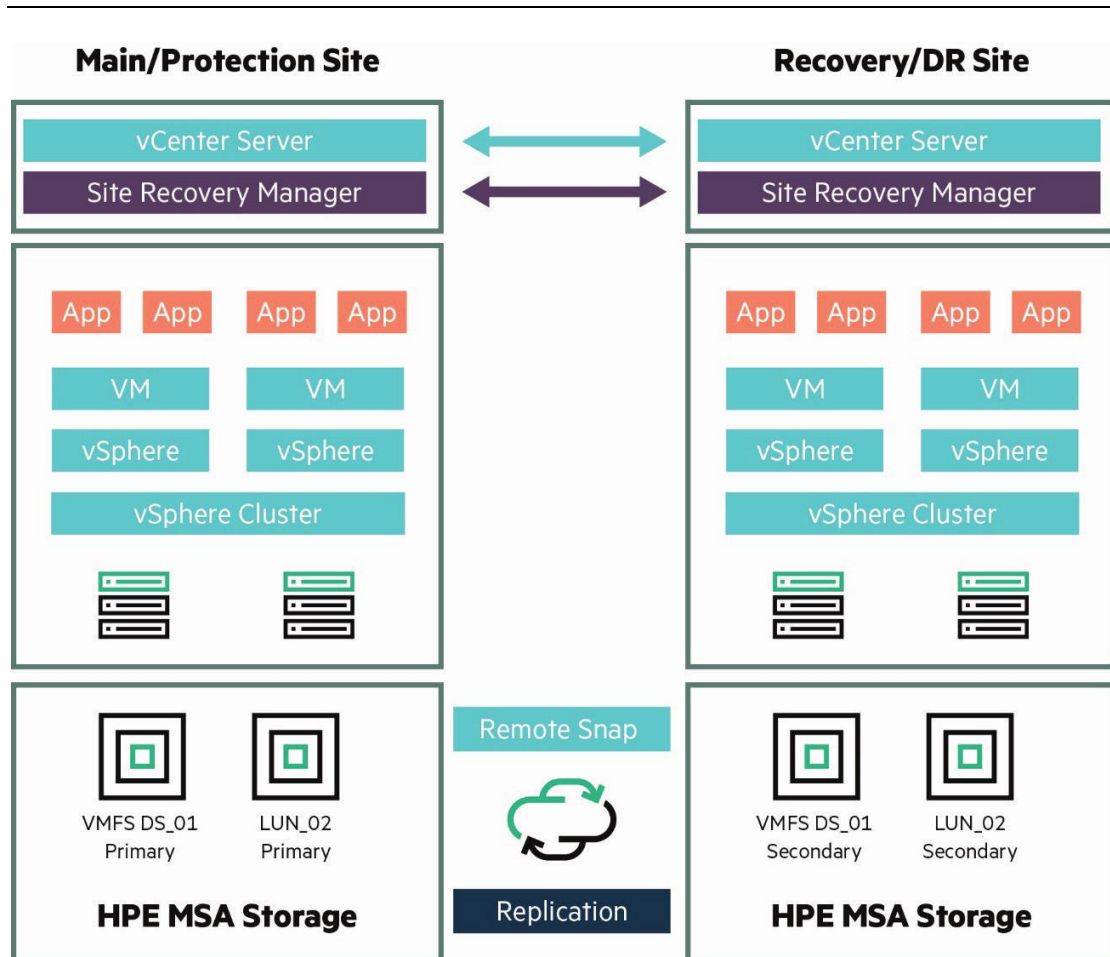 Main/Protection Site
Recovery/DR Site
vCenter Server
vCenter Server
Site Recovery Manager
Site Recovery Manager
App App App App
App App App App
VM VM
VM VM
vSphere vSphere
vSphere vSphere
vSphere Cluster
vSphere Cluster
Remote Snap
VMFS DS_01
Primary
LUN_02
Primary
VMFS DS_01
Secondary
LUN_02
Secondary
HPE MSA Storage
Replication
HPE MSA Storage